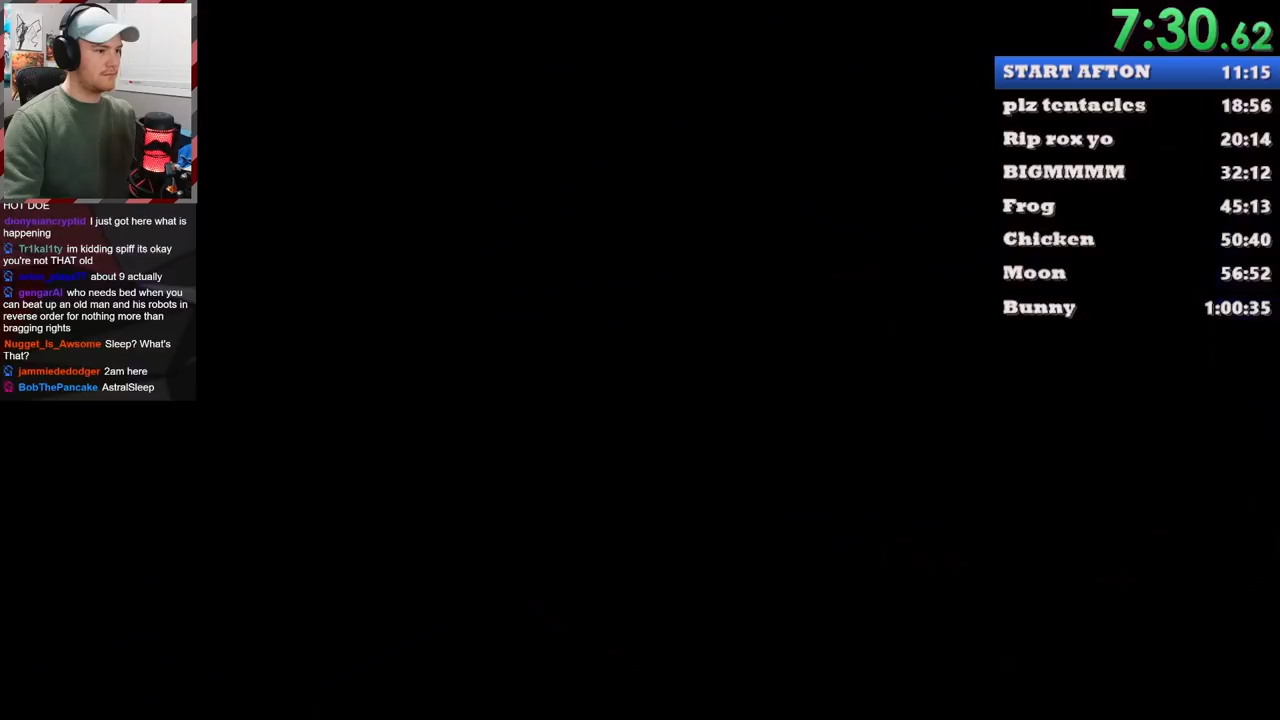 7:30.62
START AFTON 11:15
plz tentacles 18:56
Rip rox yo 20:14
BIGMMMM 32:12
Frog 45:13
Chicken 50:40
Moon 56:52
Bunny 1:00:35
HOT DOE
dionysiancryptid I just got here what is
happening
Tr1kal1ty im kidding spiff its okay
you're not THAT old
about 9 actually
gengarAI who needs bed when you
can beat up an old man and his robots in
reverse order for nothing more than
bragging rights
Nugget_Is_Awsome Sleep? What's
That?
jammiededodger 2am here
BobThePancake AstralSleep